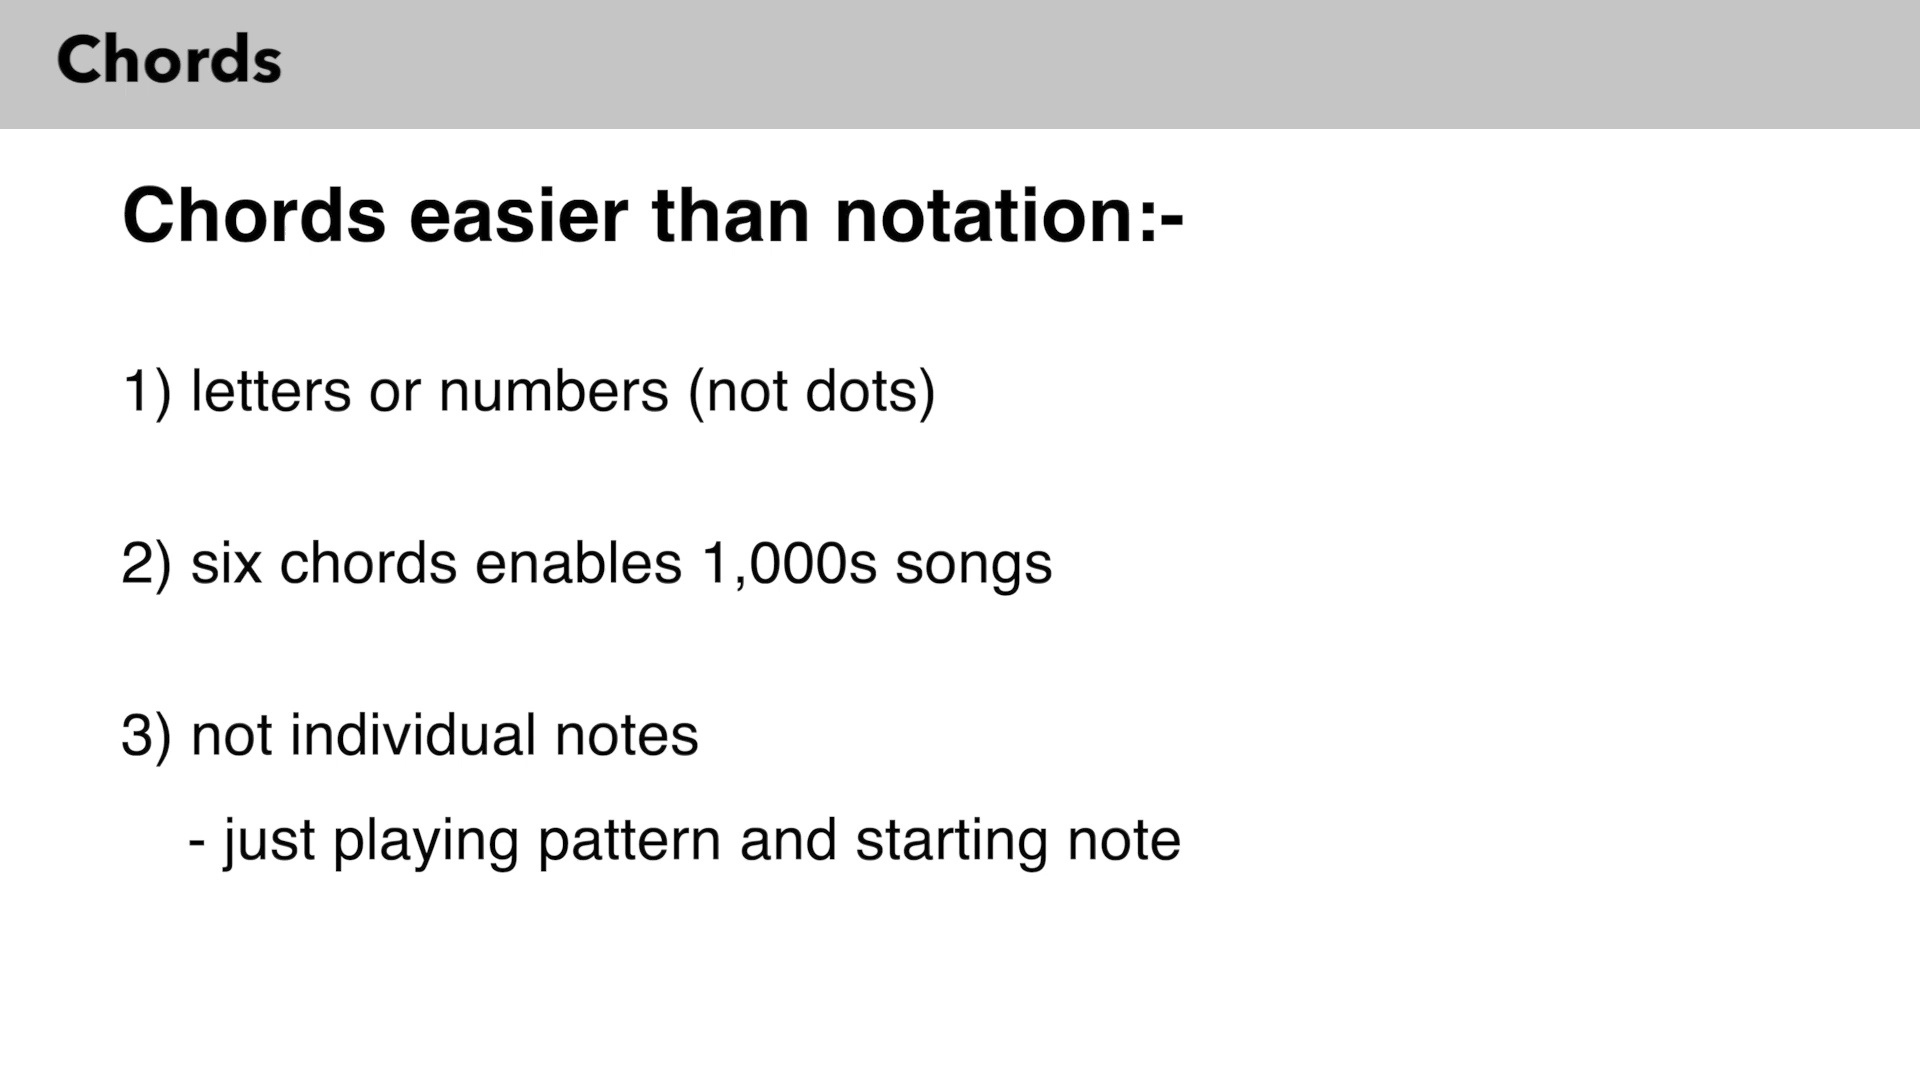 Chords
Chords easier than notation:-
1) letters or numbers (not dots)
2) six chords enables 1,000s songs
3) not individual notes
- just playing pattern and starting note